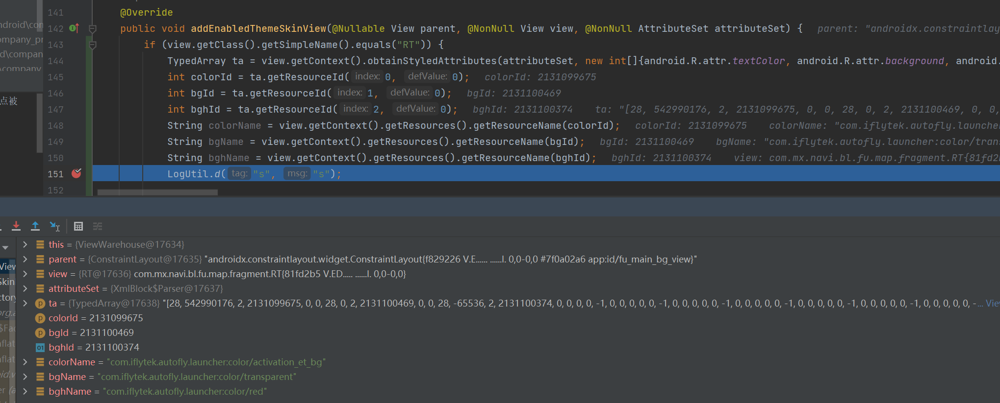 141 @Override
ndroid\con
142 public void addEnabledThemeSkinView(@Nullable View parent, @NonNull View view, @NonNull AttributeSet attributeSet) { parent: "androidx.constraintlay
ompany_pr
143 if (view.getClass().getSimpleName().equals("RT")) {
d\compan
144 TypedArray ta = view.getContext().obtainStyledAttributes(attributeSet, new int[]{android.R.attr.textColor, android.R.attr.background, android.
\company
145 int colorId = ta.getResourceId( index: 0, defValue: 0); colorId: 2131099675
146 int bgId = ta.getResourceId( index: 1, defValue: 0); bgId: 2131100469
点被
147 int bghId = ta.getResourceId( index: 2, defValue: 0); bghId: 2131100374 ta: "[28, 542990176, 2, 2131099675, 0, 0, 28, 0, 2, 2131100469, 0, 0,
148 String colorName = view.getContext().getResources().getResourceName(colorId); colorId: 2131099675 colorName: "com.iflytek.autofly.launcher
149 String bgName = view.getContext().getResources().getResourceName(bgId); bgId: 2131100469 bgName: "com.iflytek.autofly.launcher:color/trans
150 String bghName = view.getContext().getResources().getResourceName(bghId); bghId: 2131100374 view: com.mx.navi.bl.fu.map.fragment.RT{81fd2b
151 LogUtil.d( tag: "s", msg: "s");
152
this = {ViewWarehouse@17634}
parent = {ConstraintLayout@17635} "androidx.constraintlayout.widget.ConstraintLayout{f829226 V.E...... ......I. 0,0-0,0 #7f0a02a6 app:id/fu_main_bg_view}"
View
view = {RT@17636} com.mx.navi.bl.fu.map.fragment.RT{81fd2b5 V.ED..... ......I. 0,0-0,0}
Skin
attributeSet = {XmlBlock$Parser@17637}
ctory
ta = {TypedArray@17638} "[28, 542990176, 2, 2131099675, 0, 0, 28, 0, 2, 2131100469, 0, 0, 28, -65536, 2, 2131100374, 0, 0, 0, 0, -1, 0, 0, 0, 0, 0, -1, 0, 0, 0, 0, 0, -1, 0, 0, 0, 0, 0, -1, 0, 0, 0, 0, 0, -1, 0, 0, 0, 0, 0, -1, 0, 0, 0, 0, 0, -... View
org.a
colorId = 2131099675
$Fac
bgId = 2131100469
nflat
bghId = 2131100374
nflat
colorName = "com.iflytek.autofly.launcher:color/activation_et_bg"
oid.v
bgName = "com.iflytek.autofly.launcher:color/transparent"
er (a
bghName = "com.iflytek.autofly.launcher:color/red"